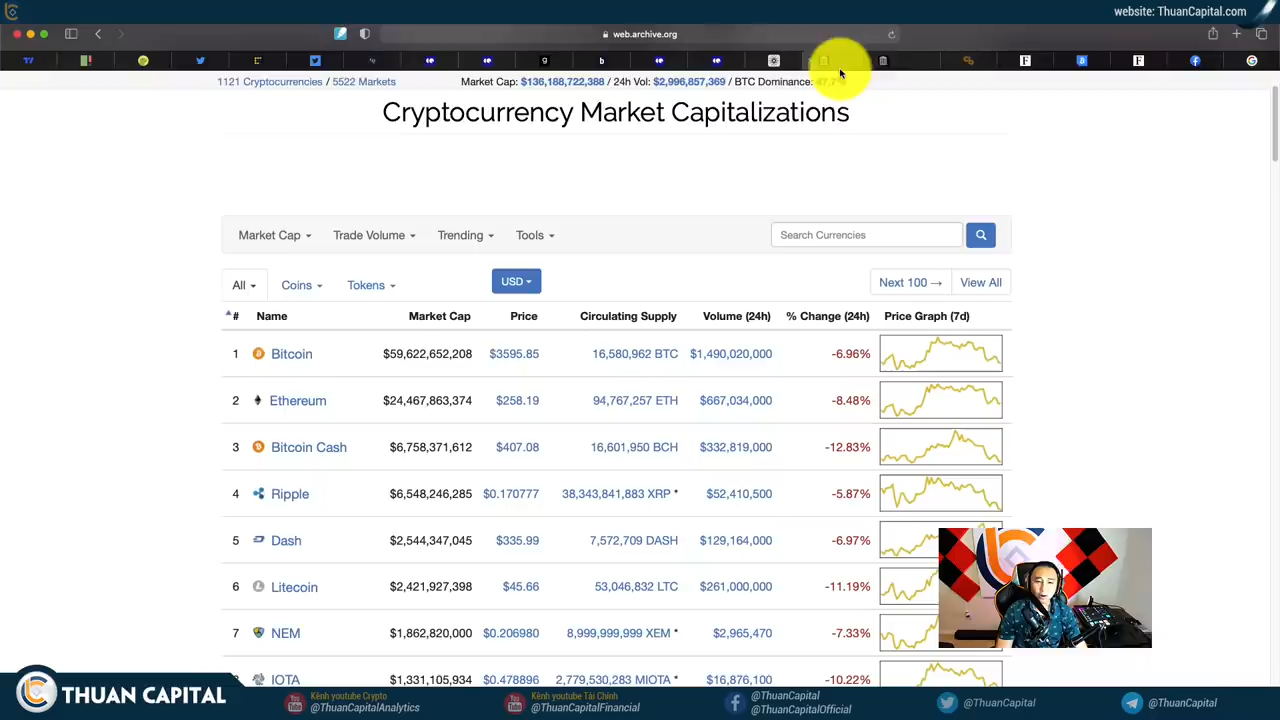 website: ThuanCapital.com
web.archive.org
1121 Cryptocurrencies / 5522 Markets
Market Cap: $136,188,722,388 / 24h Vol: $2,996,857,369 / BTC Dominance:
Cryptocurrency Market Capitalizations
Market Cap Trade Volume Trending Tools
Search Currencies
All Coins Tokens USD Next 100 → View All
# Name Market Cap Price Circulating Supply Volume (24h) % Change (24h) Price Graph (7d)
1 Bitcoin $59,622,652,208 $3595.85 16,580,962 BTC $1,490,020,000 -6.96%
2 Ethereum $24,467,863,374 $258.19 94,767,257 ETH $667,034,000 -8.48%
3 Bitcoin Cash $6,758,371,612 $407.08 16,601,950 BCH $332,819,000 -12.83%
4 Ripple $6,548,246,285 $0.170777 38,343,841,883 XRP * $52,410,500 -5.87%
5 Dash $2,544,347,045 $335.99 7,572,709 DASH $129,164,000 -6.97%
6 Litecoin $2,421,927,398 $45.66 53,046,832 LTC $261,000,000 -11.19%
7 NEM $1,862,820,000 $0.206980 8,999,999,999 XEM * $2,965,470 -7.33%
IOTA $1,331,105,934 $0.478896 2,779,530,283 MIOTA * $16,876,100 -10.22%
THUAN CAPITAL
Kênh youtube Crypto
@ThuanCapitalAnalytics
Kênh youtube Tài Chính
@ThuanCapitalFinancial
@ThuanCapital
@ThuanCapitalOfficial
@ThuanCapital
@ThuanCapital